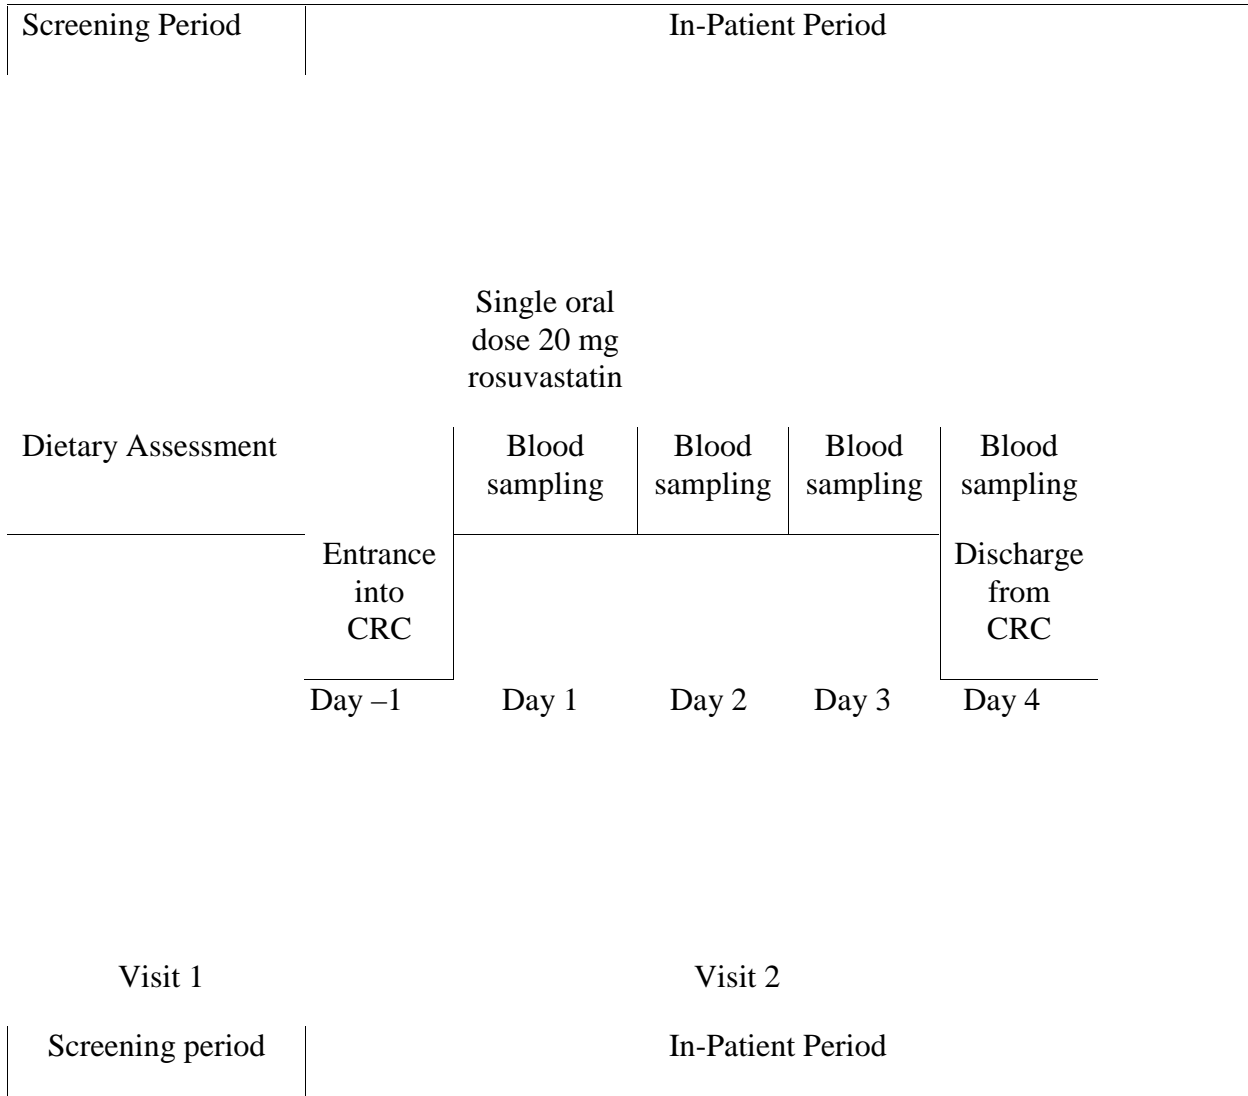 Screening Period In-Patient Period
Single oral
dose 20 mg
rosuvastatin
Dietary Assessment Blood Blood Blood Blood
sampling sampling sampling sampling
Entrance Discharge
into from
CRC CRC
Day –1 Day 1 Day 2 Day 3 Day 4
Visit 1 Visit 2
Screening period In-Patient Period